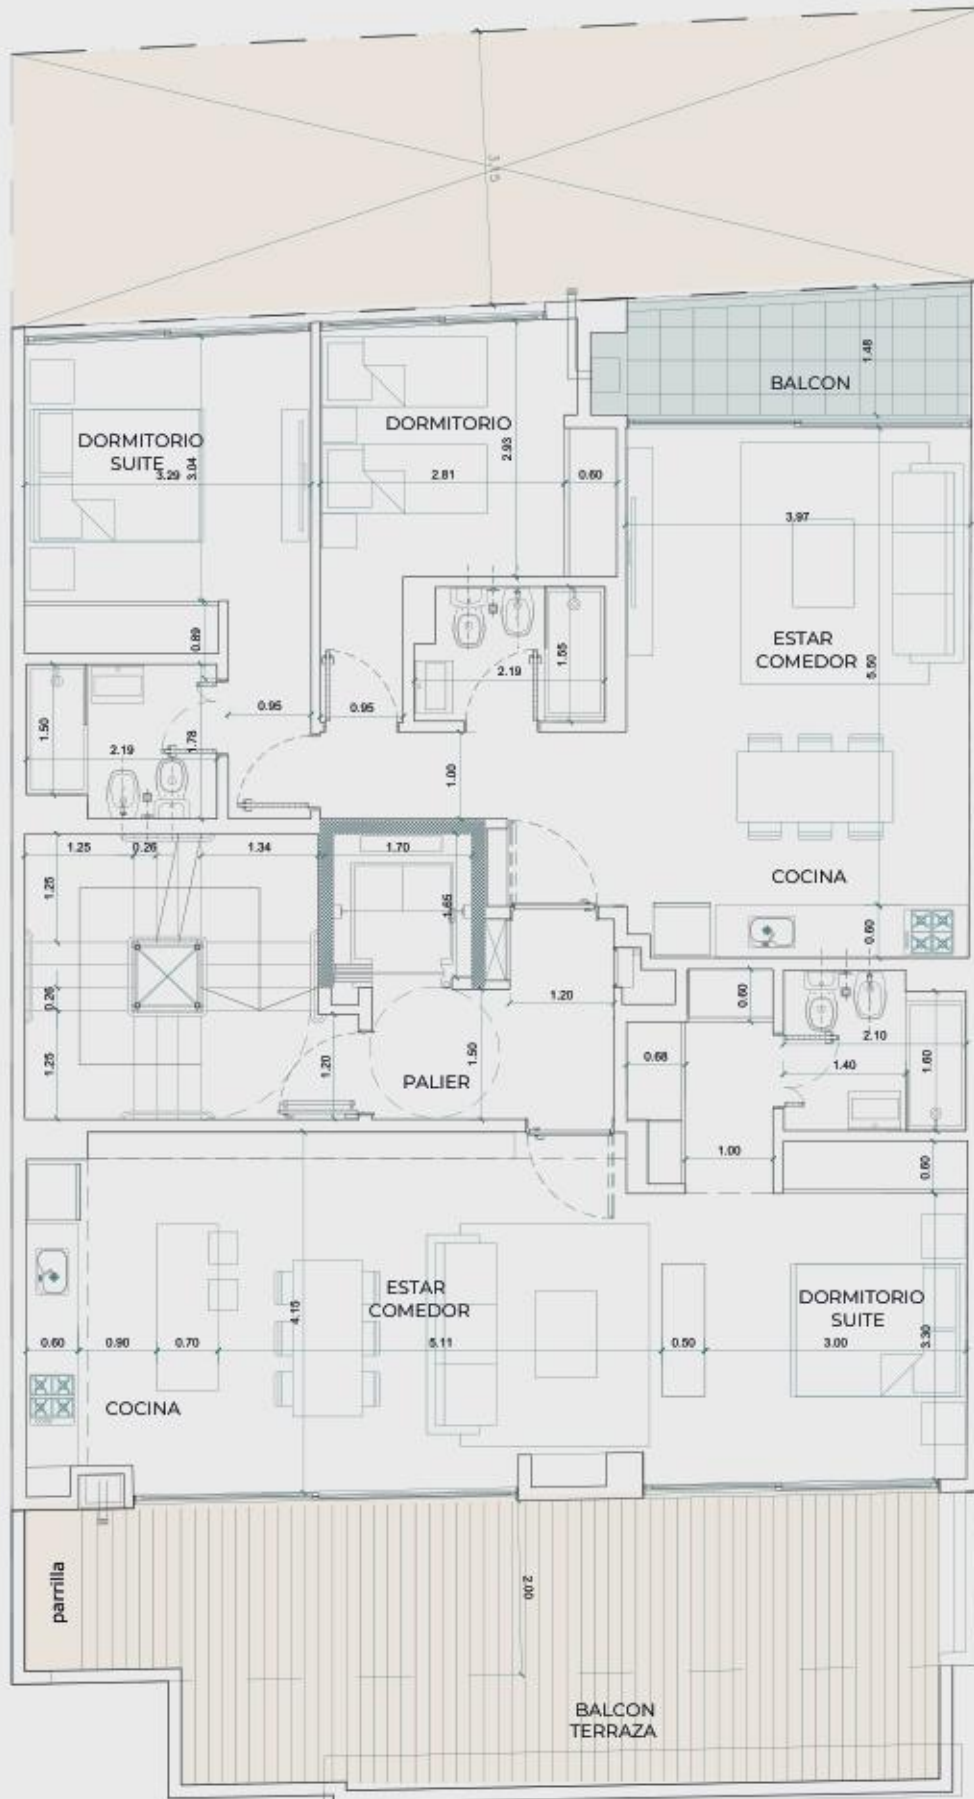 3.15
1.48
BALCON
DORMITORIO
DORMITORIO
SUITE
3.29
3.04
2.93
2.81
0.60
3.97
ESTAR
COMEDOR
5.50
0.89
1.55
2.19
0.95
0.95
1.50
2.19
1.78
1.00
1.25
0.26
1.34
1.70
COCINA
1.25
1.65
0.60
0.26
1.20
0.60
2.10
1.25
1.20
1.50
PALIER
0.68
1.40
1.60
1.00
0.60
ESTAR
COMEDOR
4.15
DORMITORIO
SUITE
0.60
0.90
0.70
5.11
0.50
3.00
3.30
COCINA
parrilla
2.00
BALCON
TERRAZA